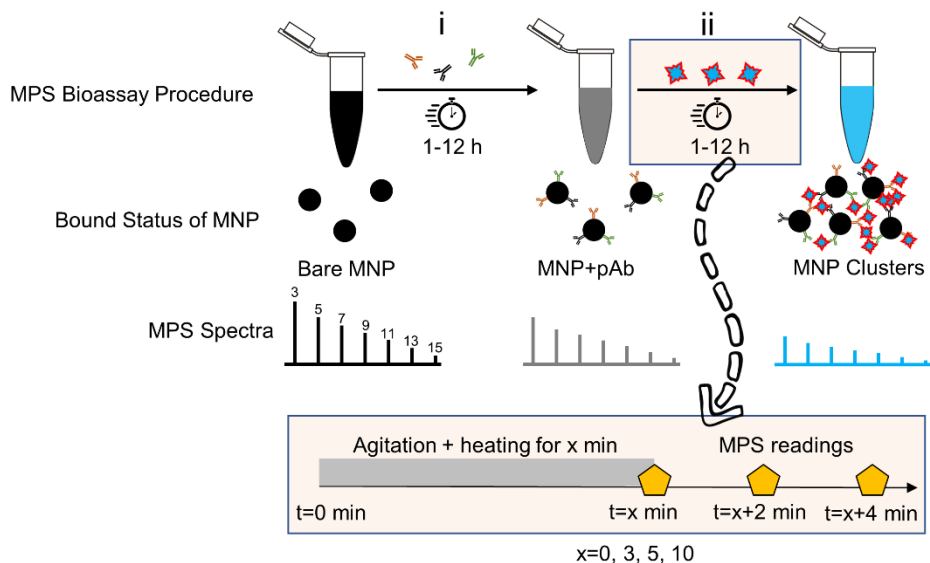 i
ii
MPS Bioassay Procedure
1-12 h
1-12 h
Bound Status of MNP
Bare MNP
MNP+pAb
MNP Clusters
MPS Spectra
3
5
7
9
11
13
15
Agitation + heating for x min
MPS readings
t=0 min
t=x min
t=x+2 min
t=x+4 min
x=0, 3, 5, 10